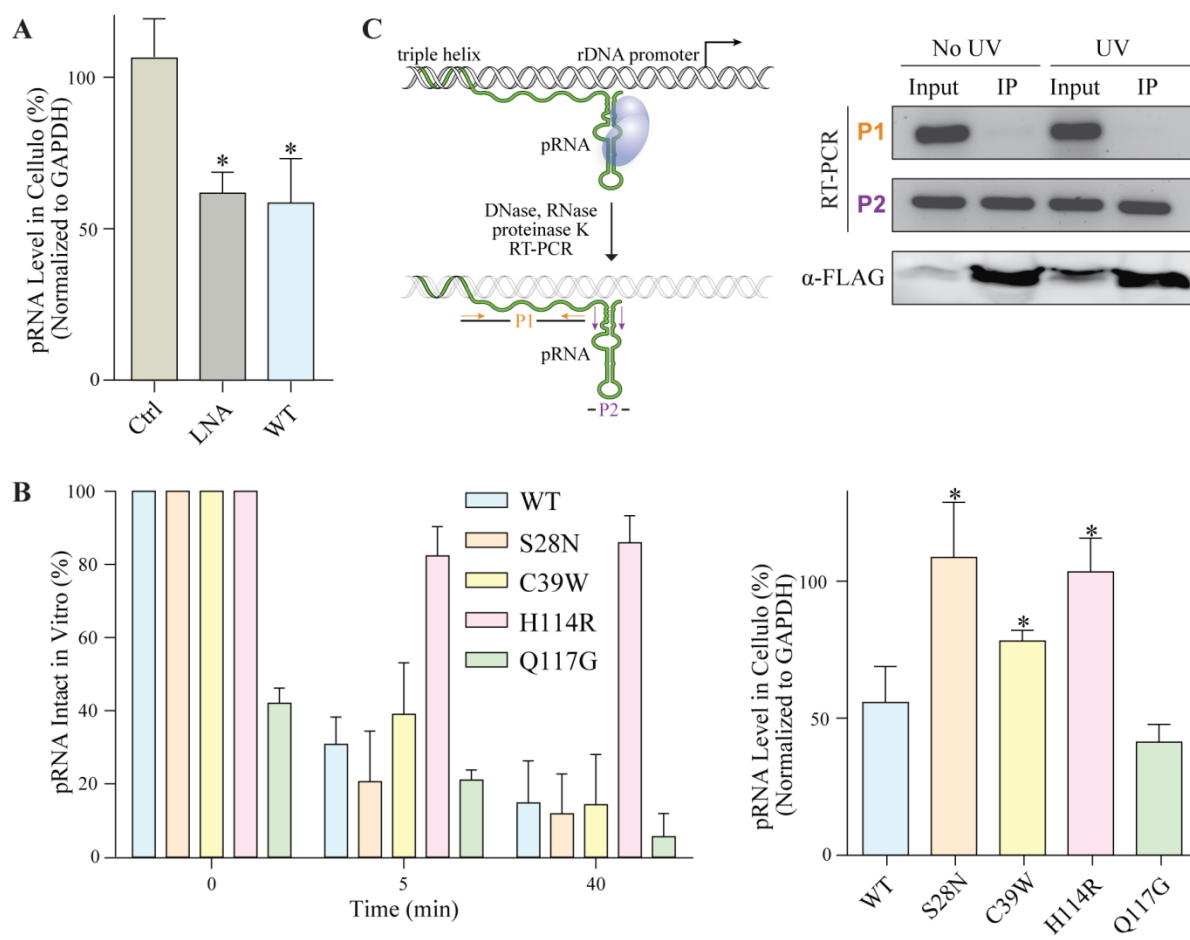 A
pRNA Level in Cellulo (%)
(Normalized to GAPDH)
100
50
0
*
*
Ctrl
LNA
WT
C
triple helix
rDNA promoter
pRNA
DNase, RNase
proteinase K
RT-PCR
P1
pRNA
P2
No UV
UV
Input
IP
Input
IP
RT-PCR
P1
P2
α-FLAG
B
pRNA Intact in Vitro (%)
100
80
60
40
20
0
WT
S28N
C39W
H114R
Q117G
0
5
40
Time (min)
pRNA Level in Cellulo (%)
(Normalized to GAPDH)
100
50
0
*
*
*
WT
S28N
C39W
H114R
Q117G